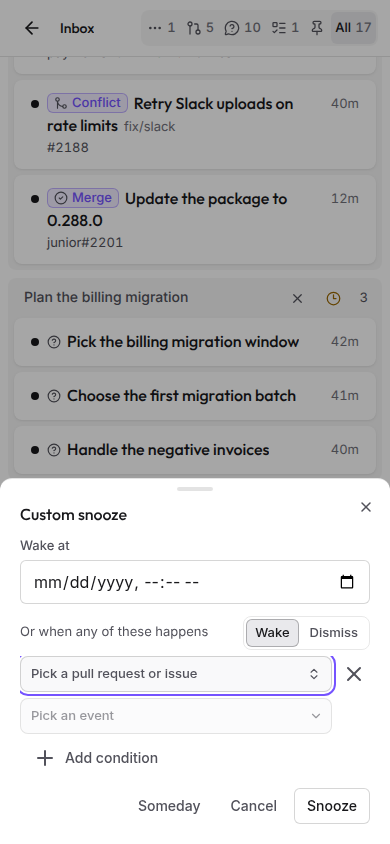 Inbox ··· 1 5 10 1 All 17
Conflict Retry Slack uploads on 40m
rate limits fix/slack
#2188
Merge Update the package to 12m
0.288.0
junior#2201
Plan the billing migration 3
Pick the billing migration window 42m
Choose the first migration batch 41m
Handle the negative invoices 40m
Custom snooze
Wake at
mm/dd/yyyy, --:-- --
Or when any of these happens Wake Dismiss
Pick a pull request or issue
Pick an event
Add condition
Someday Cancel Snooze